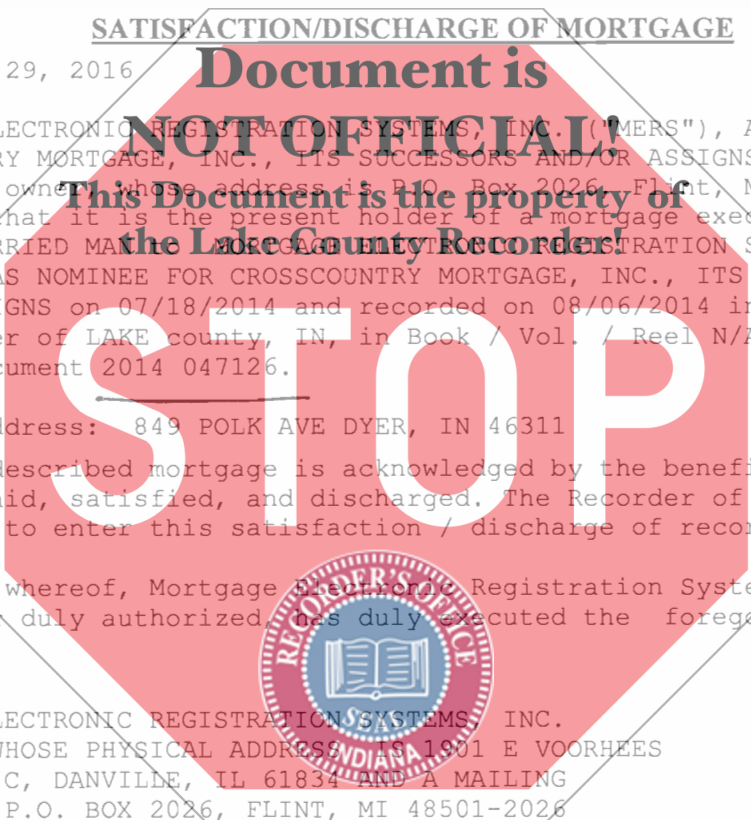 SATISFACTION/DISCHARGE OF MORTGAGE
29, 2016
Document is
NOT OFFICIAL!
This Document is the property of
the Lake County Recorder!
LECTRONIC REGISTRATION SYSTEMS, INC. ("MERS"), A
RY MORTGAGE, INC., ITS SUCCESSORS AND/OR ASSIGNS
owner, whose address is P.O. Box 2026, Flint, M
hat it is the present holder of a mortgage exec
RRIED MAN to MORTGAGE ELECTRONIC REGISTRATION S
AS NOMINEE FOR CROSSCOUNTRY MORTGAGE, INC., ITS
IGNS on 07/18/2014 and recorded on 08/06/2014 in
er of LAKE county, IN, in Book / Vol. / Reel N/A
cument 2014 047126.
STOP
ddress: 849 POLK AVE DYER, IN 46311
described mortgage is acknowledged by the benefi
aid, satisfied, and discharged. The Recorder of
to enter this satisfaction / discharge of recor
whereof, Mortgage Electronic Registration Syste
duly authorized, has duly executed the forego
RECORDER'S OFFICE
INDIANA
LECTRONIC REGISTRATION SYSTEMS, INC.
WHOSE PHYSICAL ADDRESS IS 1901 E VOORHEES
C, DANVILLE, IL 61834 AND A MAILING
P.O. BOX 2026, FLINT, MI 48501-2026